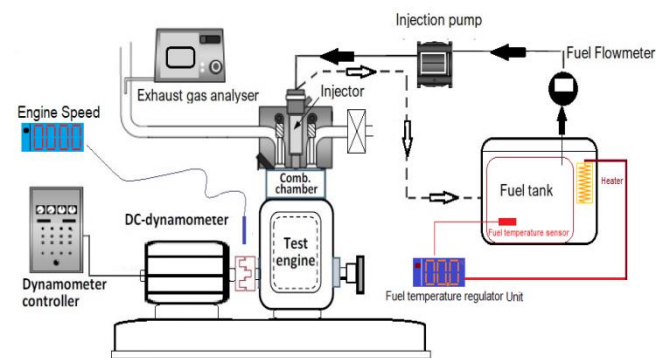 Injection pump
Fuel Flowmeter
Exhaust gas analyser
Injector
Engine Speed
Comb.
chamber
Fuel tank
Heater
DC-dynamometer
Test
engine
Fuel temperature sensor
Dynamometer
controller
Fuel temperature regulator Unit